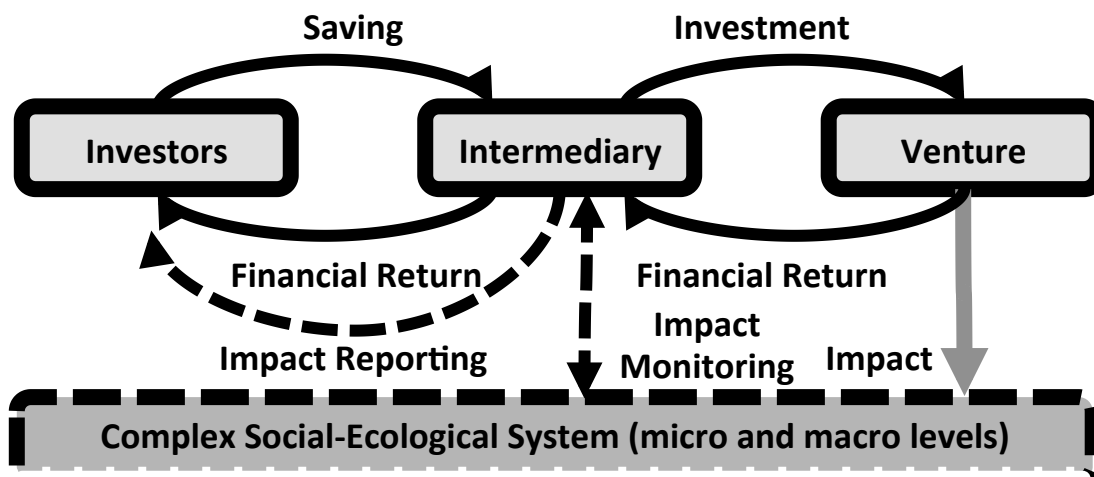 Saving
Investment
Investors
Intermediary
Venture
Financial Return
Financial Return
Impact Reporting
Impact
Monitoring
Impact
Complex Social-Ecological System (micro and macro levels)